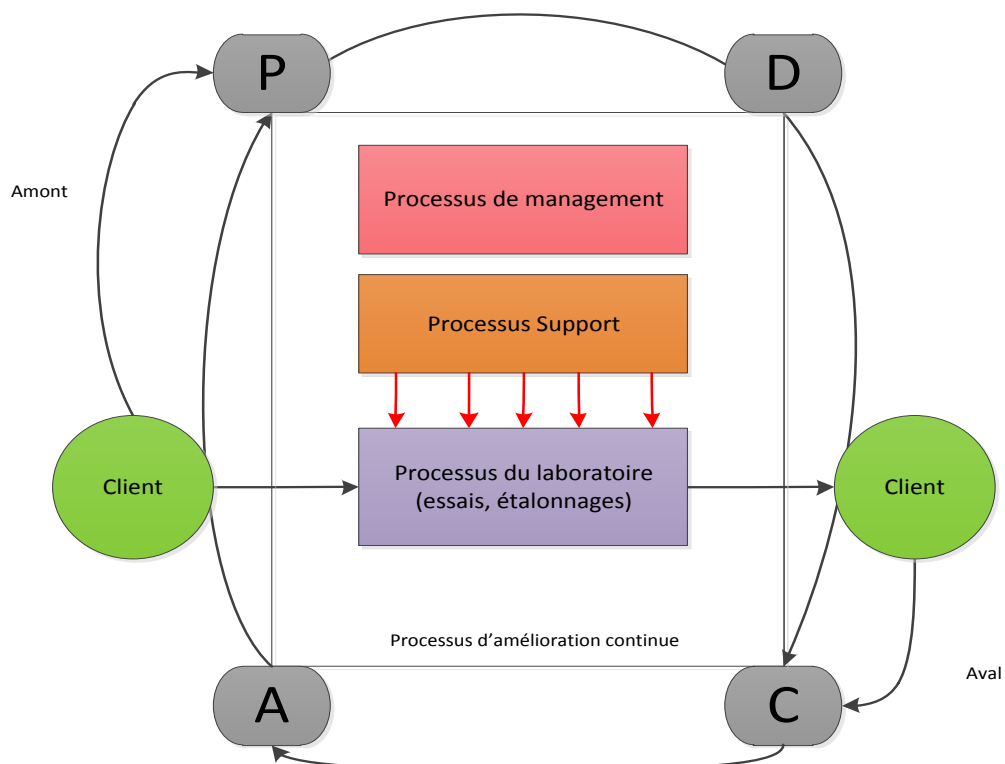 P
D
Amont
Processus de management
Processus Support
Client
Processus du laboratoire
(essais, étalonnages)
Client
Processus d’amélioration continue
Aval
A
C